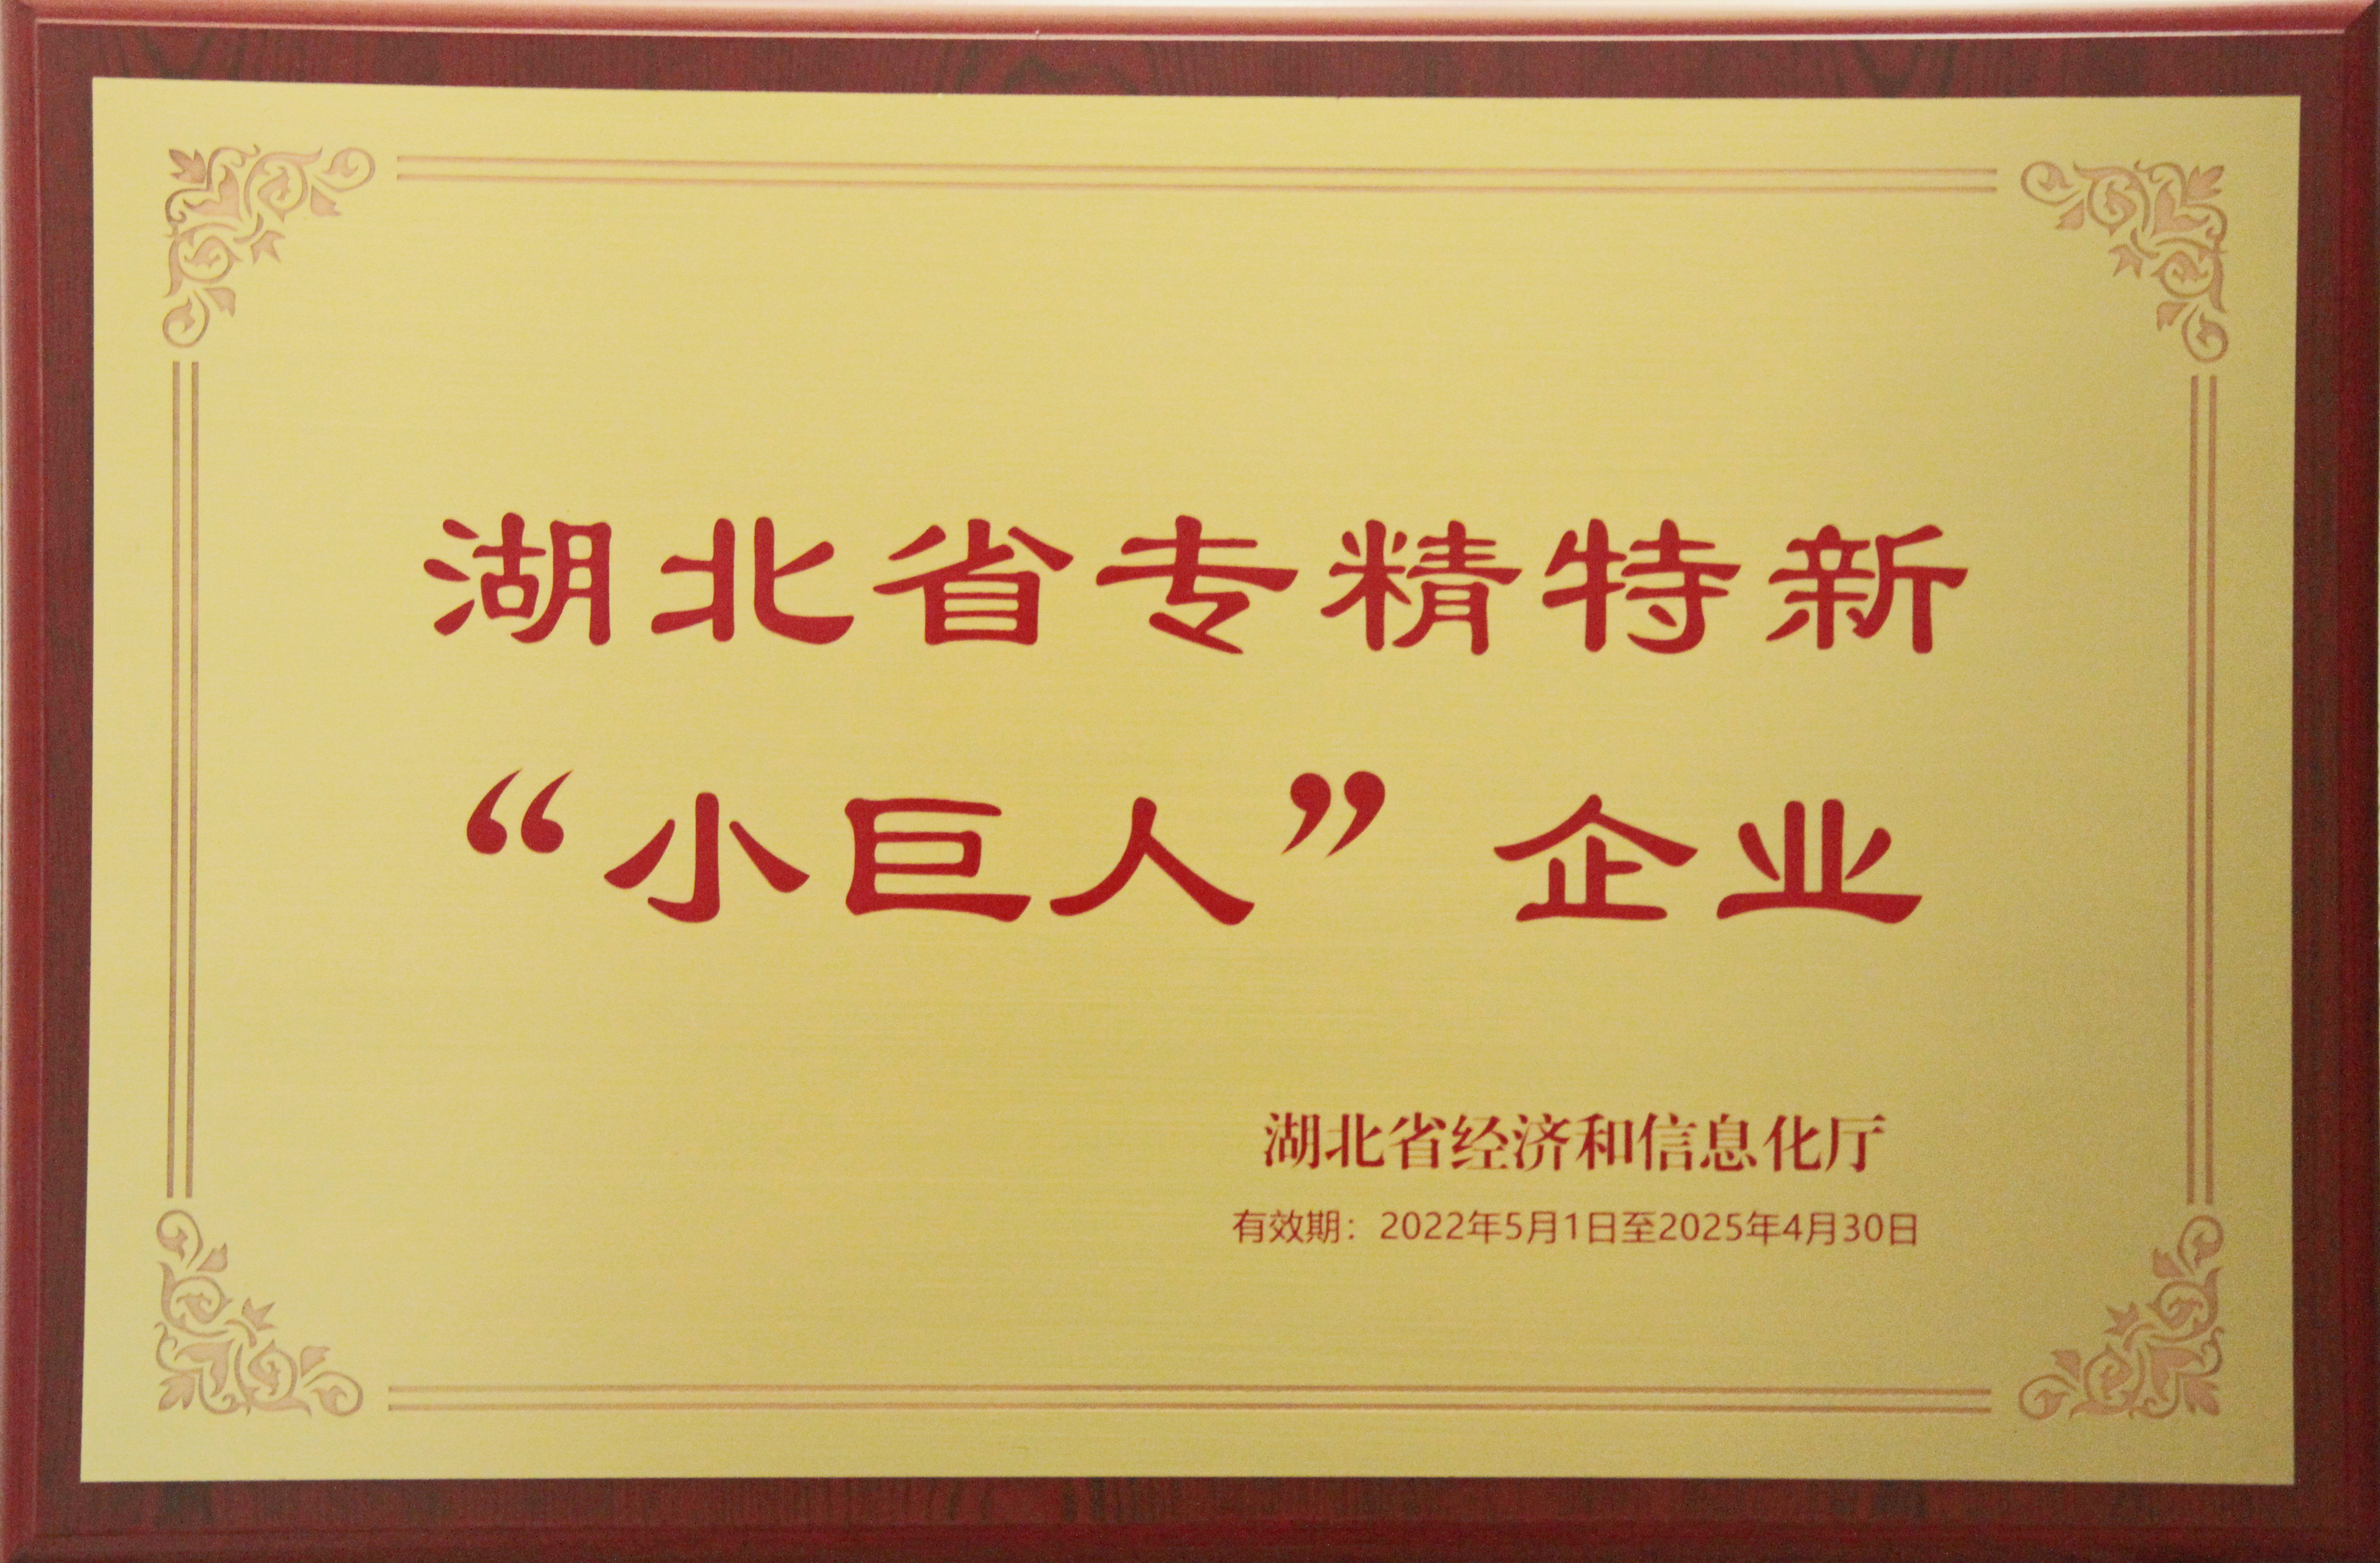 湖北省专精特新
“小巨人”企业
湖北省经济和信息化厅
有效期：2022年5月1日至2025年4月30日